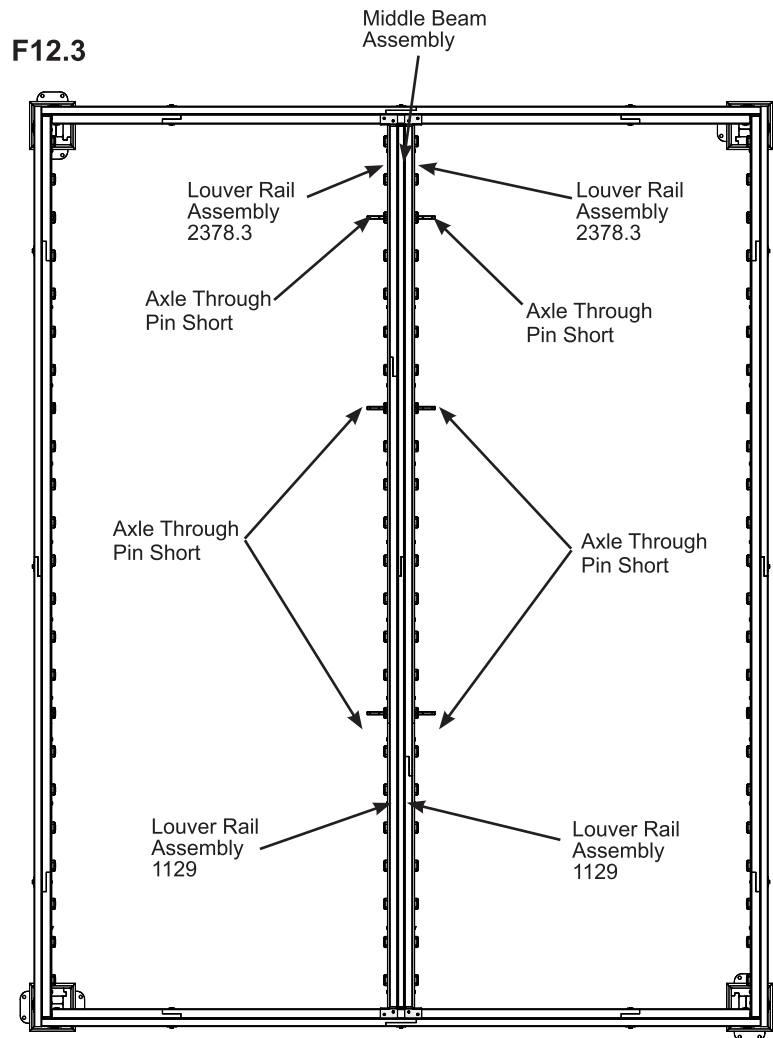 Middle Beam
Assembly
F12.3
Louver Rail
Assembly
2378.3
Louver Rail
Assembly
2378.3
Axle Through
Pin Short
Axle Through
Pin Short
Axle Through
Pin Short
Axle Through
Pin Short
Louver Rail
Assembly
1129
Louver Rail
Assembly
1129